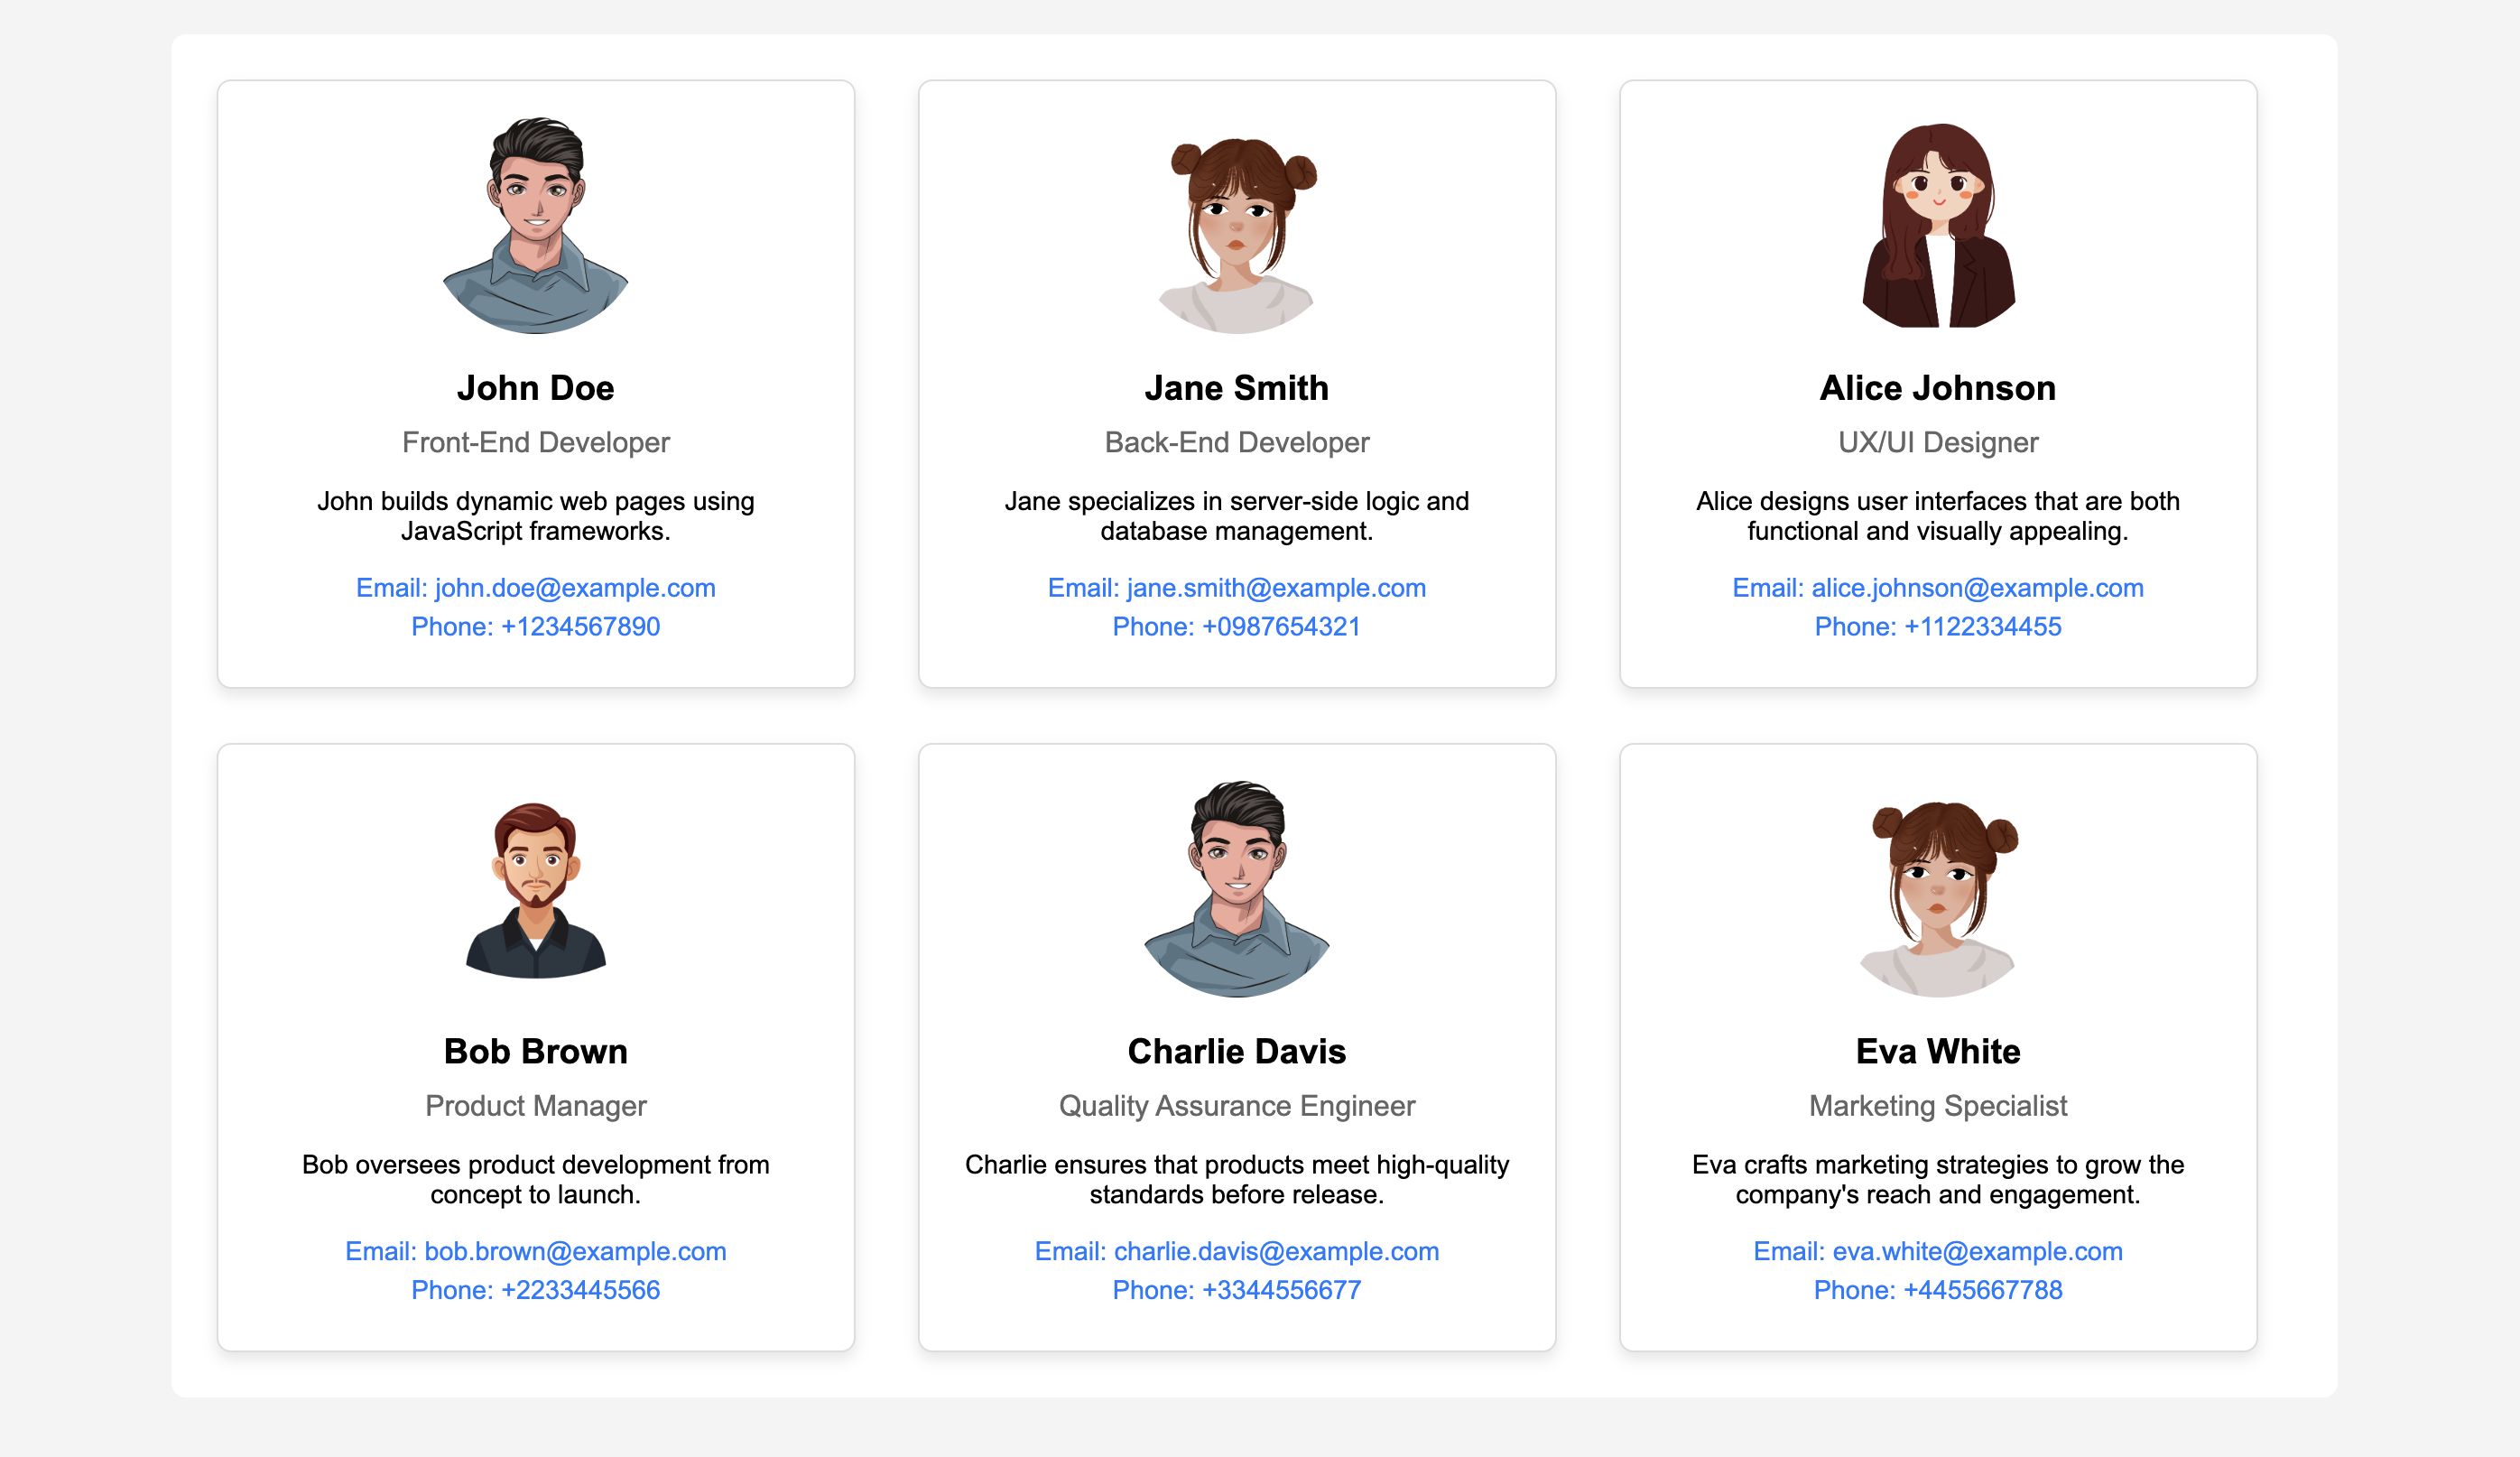 John Doe
Front-End Developer
John builds dynamic web pages using
JavaScript frameworks.
Email: john.doe@example.com
Phone: +1234567890
Jane Smith
Back-End Developer
Jane specializes in server-side logic and
database management.
Email: jane.smith@example.com
Phone: +0987654321
Alice Johnson
UX/UI Designer
Alice designs user interfaces that are both
functional and visually appealing.
Email: alice.johnson@example.com
Phone: +1122334455
Bob Brown
Product Manager
Bob oversees product development from
concept to launch.
Email: bob.brown@example.com
Phone: +2233445566
Charlie Davis
Quality Assurance Engineer
Charlie ensures that products meet high-quality
standards before release.
Email: charlie.davis@example.com
Phone: +3344556677
Eva White
Marketing Specialist
Eva crafts marketing strategies to grow the
company's reach and engagement.
Email: eva.white@example.com
Phone: +4455667788